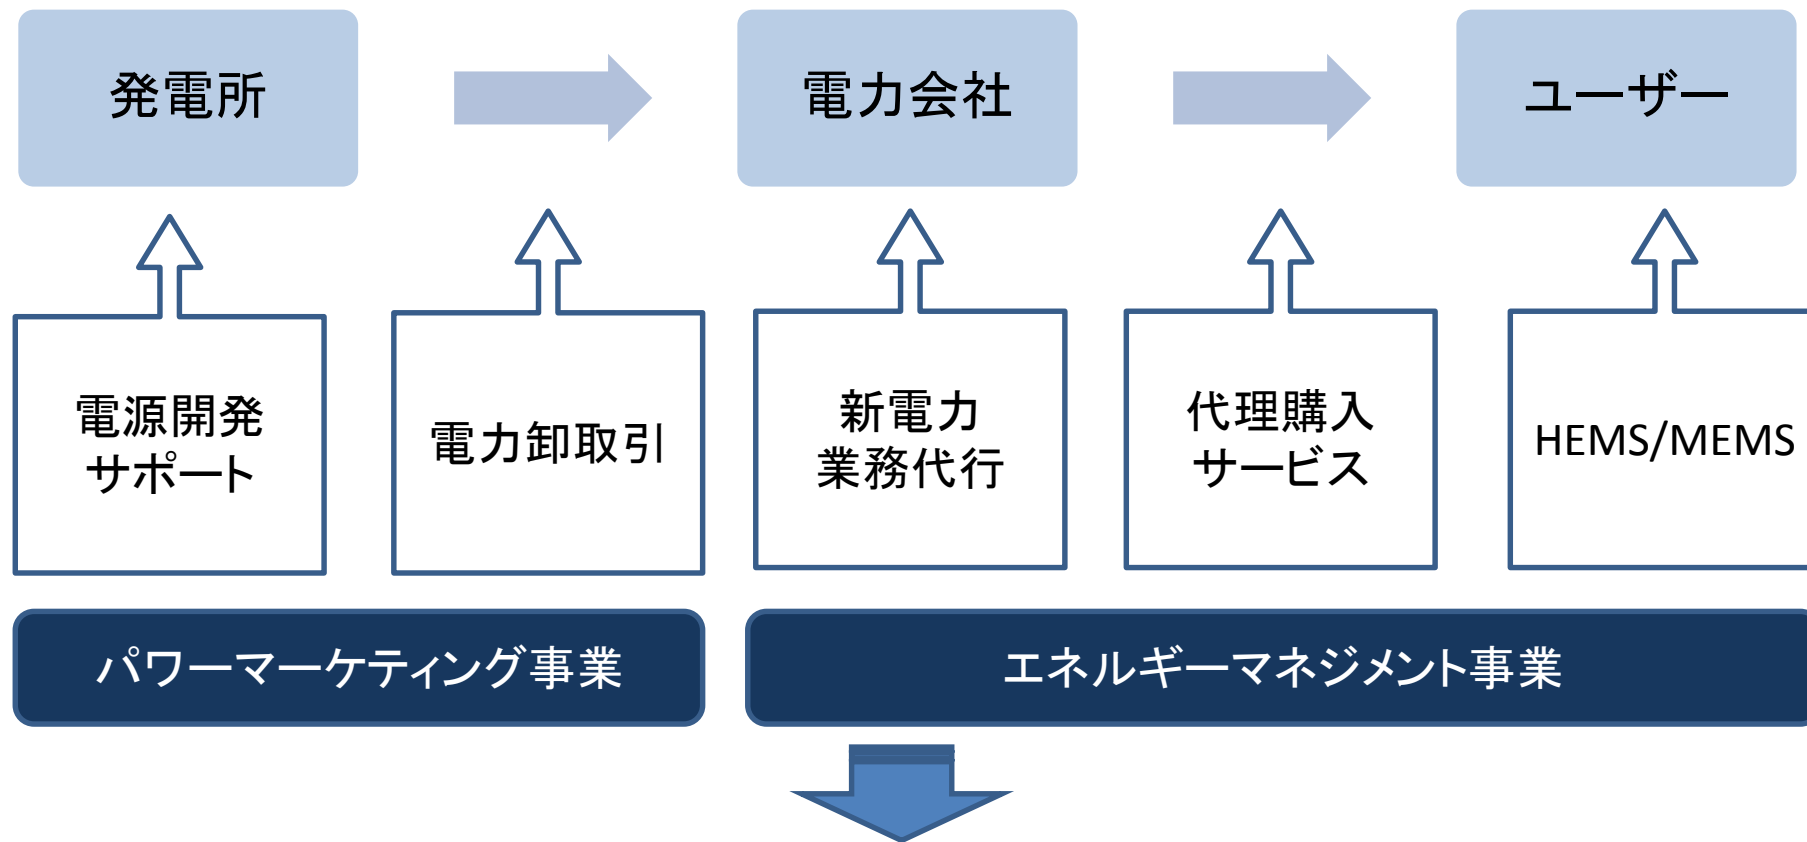 発電所
電力会社
ユーザー
電源開発
サポート
電力卸取引
新電力
業務代行
代理購入
サービス
HEMS/MEMS
パワーマーケティング事業
エネルギーマネジメント事業